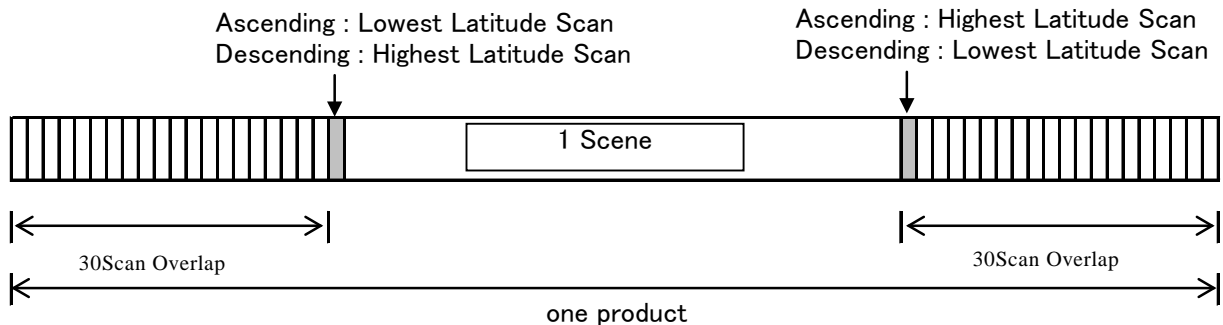 Ascending : Lowest Latitude Scan
Descending : Highest Latitude Scan
Ascending : Highest Latitude Scan
Descending : Lowest Latitude Scan
1 Scene
30Scan Overlap
30Scan Overlap
one product